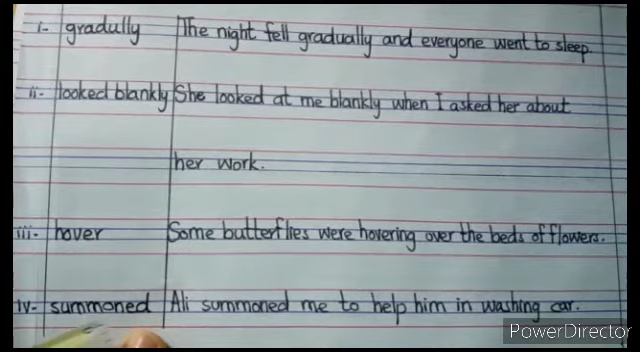 i- gradully The night fell gradually and everyone went to sleep.
ii- looked blankly She looked at me blankly when I asked her about
her work.
iii- hover Some butterflies were hovering over the beds of flowers.
iv- summoned Ali summoned me to help him in washing car.
PowerDirector